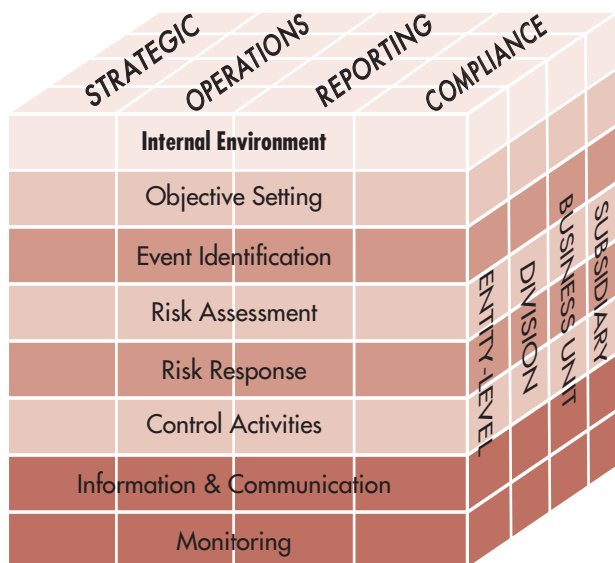 STRATEGIC
OPERATIONS
REPORTING
COMPLIANCE
Internal Environment
Objective Setting
Event Identification
Risk Assessment
Risk Response
Control Activities
Information & Communication
Monitoring
ENTITY-LEVEL
DIVISION
BUSINESS UNIT
SUBSIDIARY